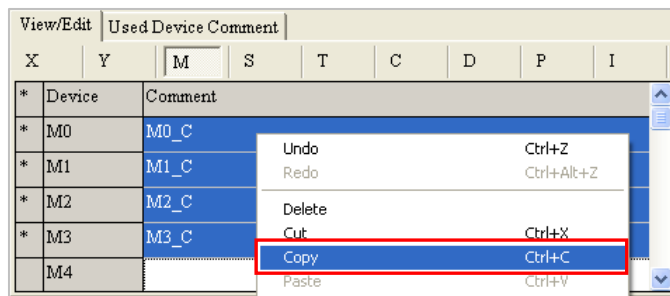 View/Edit Used Device Comment
X Y M S T C D P I
* Device Comment
* M0 M0_C
* M1 M1_C
* M2 M2_C
* M3 M3_C
M4
Undo Ctrl+Z
Redo Ctrl+Alt+Z
Delete
Cut Ctrl+X
Copy Ctrl+C
Paste Ctrl+V